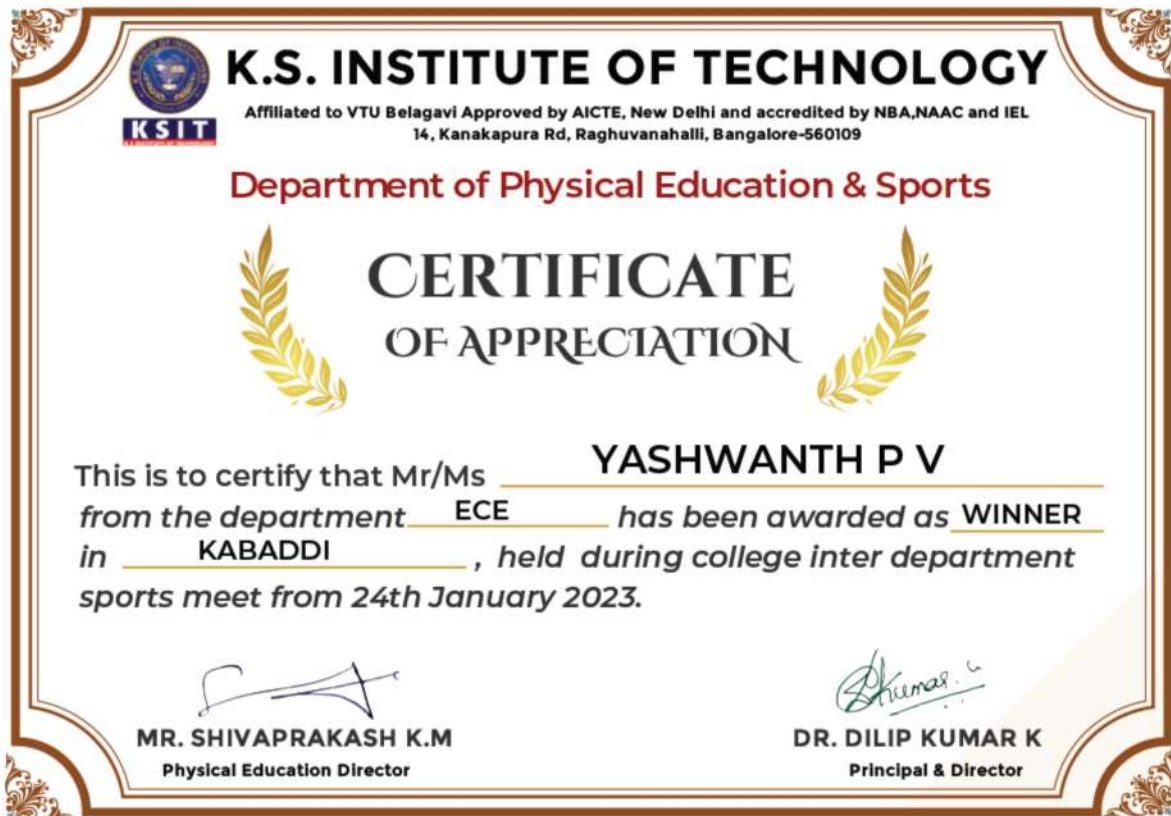 K.S. INSTITUTE OF TECHNOLOGY
Affiliated to VTU Belagavi Approved by AICTE, New Delhi and accredited by NBA,NAAC and IEL
14, Kanakapura Rd, Raghuvanahalli, Bangalore-560109
KSIT
Department of Physical Education & Sports
CERTIFICATE
OF APPRECIATION
This is to certify that Mr/Ms YASHWANTH P V
from the department ECE has been awarded as WINNER
in KABADDI , held during college inter department
sports meet from 24th January 2023.
MR. SHIVAPRAKASH K.M
Physical Education Director
DR. DILIP KUMAR K
Principal & Director